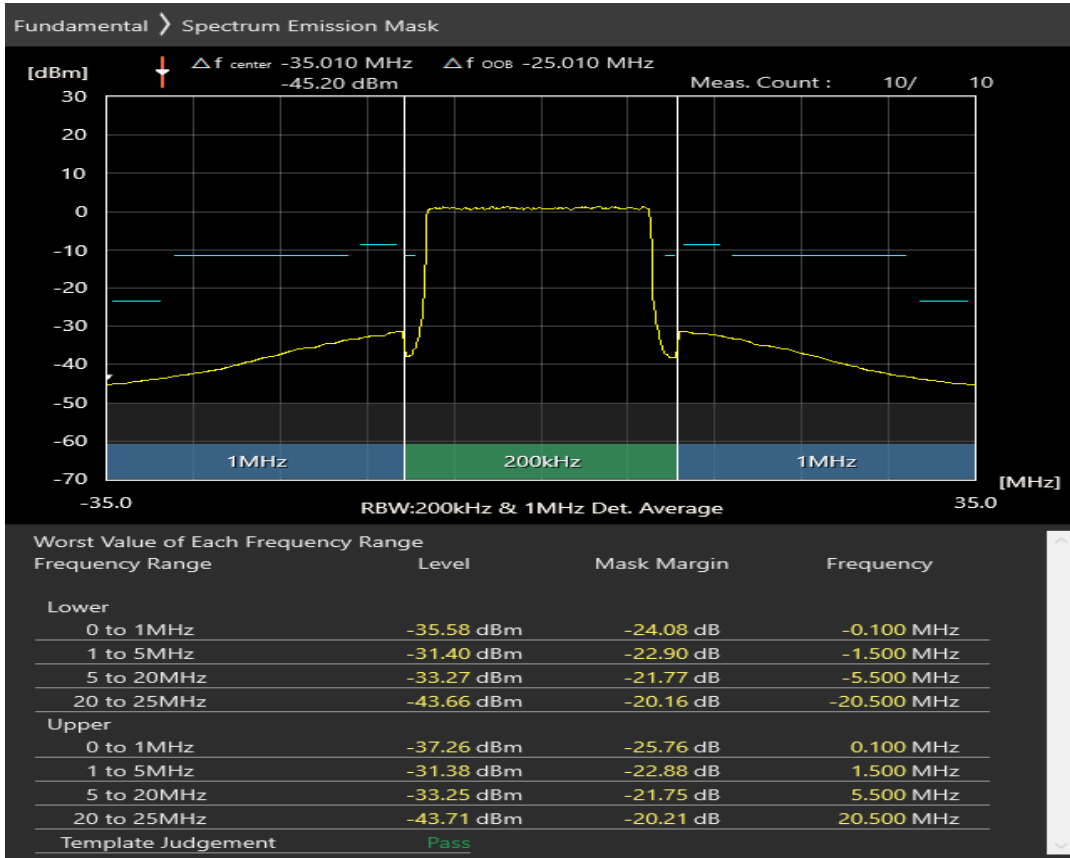 Fundamental 》 Spectrum Emission Mask
[dBm] △f center -35.010 MHz △f OOB -25.010 MHz
-45.20 dBm Meas. Count : 10/ 10
30
20
10
0
-10
-20
-30
-40
-50
-60
1MHz 200kHz 1MHz
-70
[MHz]
-35.0 RBW:200kHz & 1MHz Det. Average 35.0
Worst Value of Each Frequency Range
Frequency Range Level Mask Margin Frequency
Lower
0 to 1MHz -35.58 dBm -24.08 dB -0.100 MHz
1 to 5MHz -31.40 dBm -22.90 dB -1.500 MHz
5 to 20MHz -33.27 dBm -21.77 dB -5.500 MHz
20 to 25MHz -43.66 dBm -20.16 dB -20.500 MHz
Upper
0 to 1MHz -37.26 dBm -25.76 dB 0.100 MHz
1 to 5MHz -31.38 dBm -22.88 dB 1.500 MHz
5 to 20MHz -33.25 dBm -21.75 dB 5.500 MHz
20 to 25MHz -43.71 dBm -20.21 dB 20.500 MHz
Template Judgement Pass